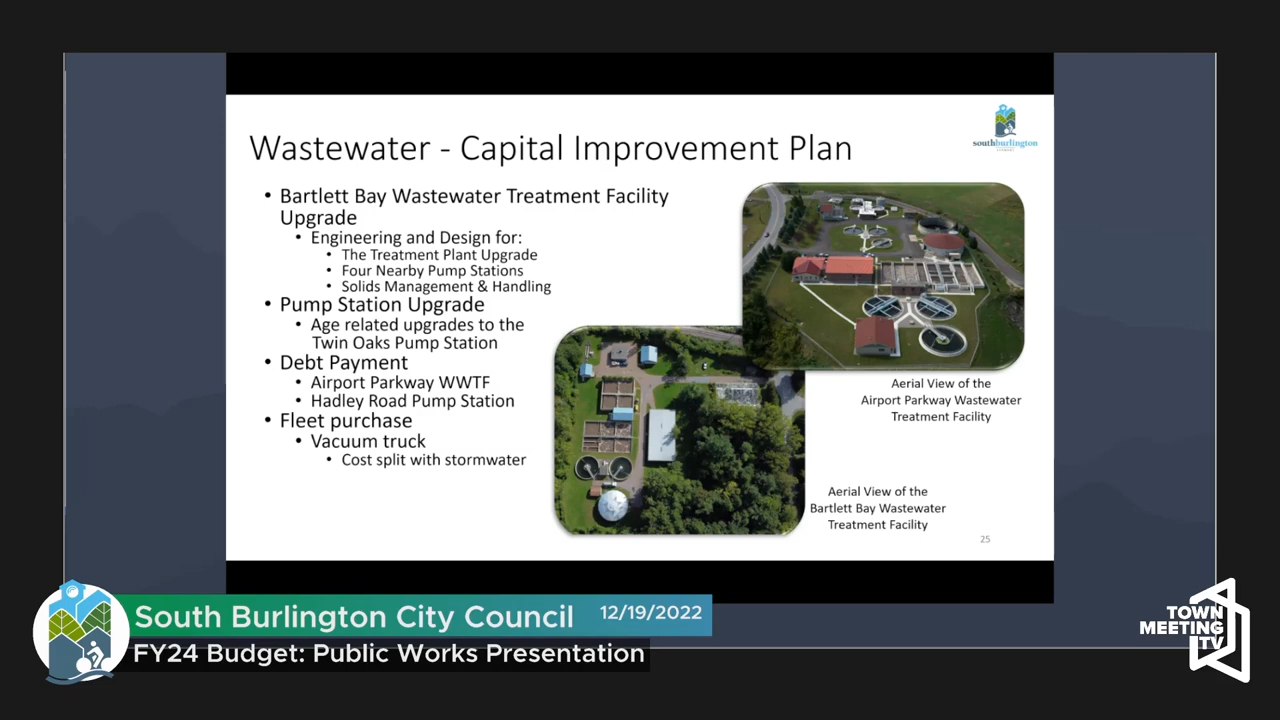 Wastewater - Capital Improvement Plan
southburlington
• Bartlett Bay Wastewater Treatment Facility
Upgrade
• Engineering and Design for:
• The Treatment Plant Upgrade
• Four Nearby Pump Stations
• Solids Management & Handling
• Pump Station Upgrade
• Age related upgrades to the
Twin Oaks Pump Station
• Debt Payment
• Airport Parkway WWTF
• Hadley Road Pump Station
• Fleet purchase
• Vacuum truck
• Cost split with stormwater
Aerial View of the
Airport Parkway Wastewater
Treatment Facility
Aerial View of the
Bartlett Bay Wastewater
Treatment Facility
25
South Burlington City Council 12/19/2022
FY24 Budget: Public Works Presentation
TOWN
MEETING
TV